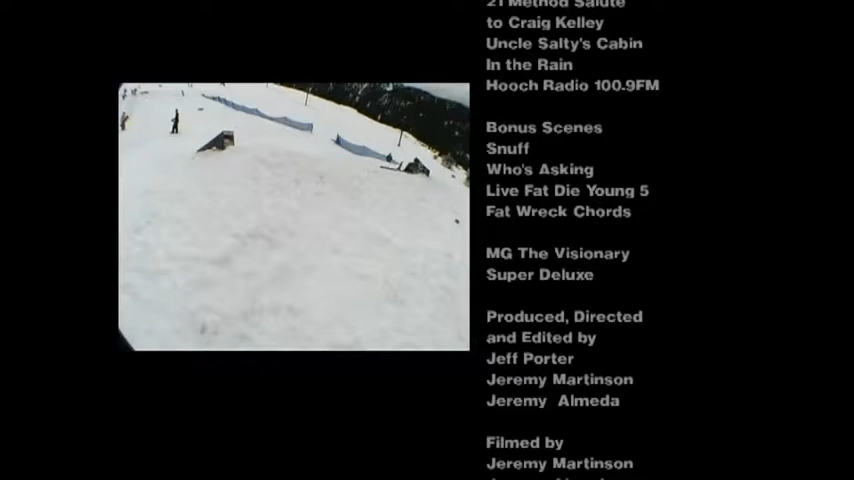 21 Method Salute
to Craig Kelley
Uncle Salty's Cabin
In the Rain
Hooch Radio 100.9FM
Bonus Scenes
Snuff
Who's Asking
Live Fat Die Young 5
Fat Wreck Chords
MG The Visionary
Super Deluxe
Produced, Directed
and Edited by
Jeff Porter
Jeremy Martinson
Jeremy Almeda
Filmed by
Jeremy Martinson